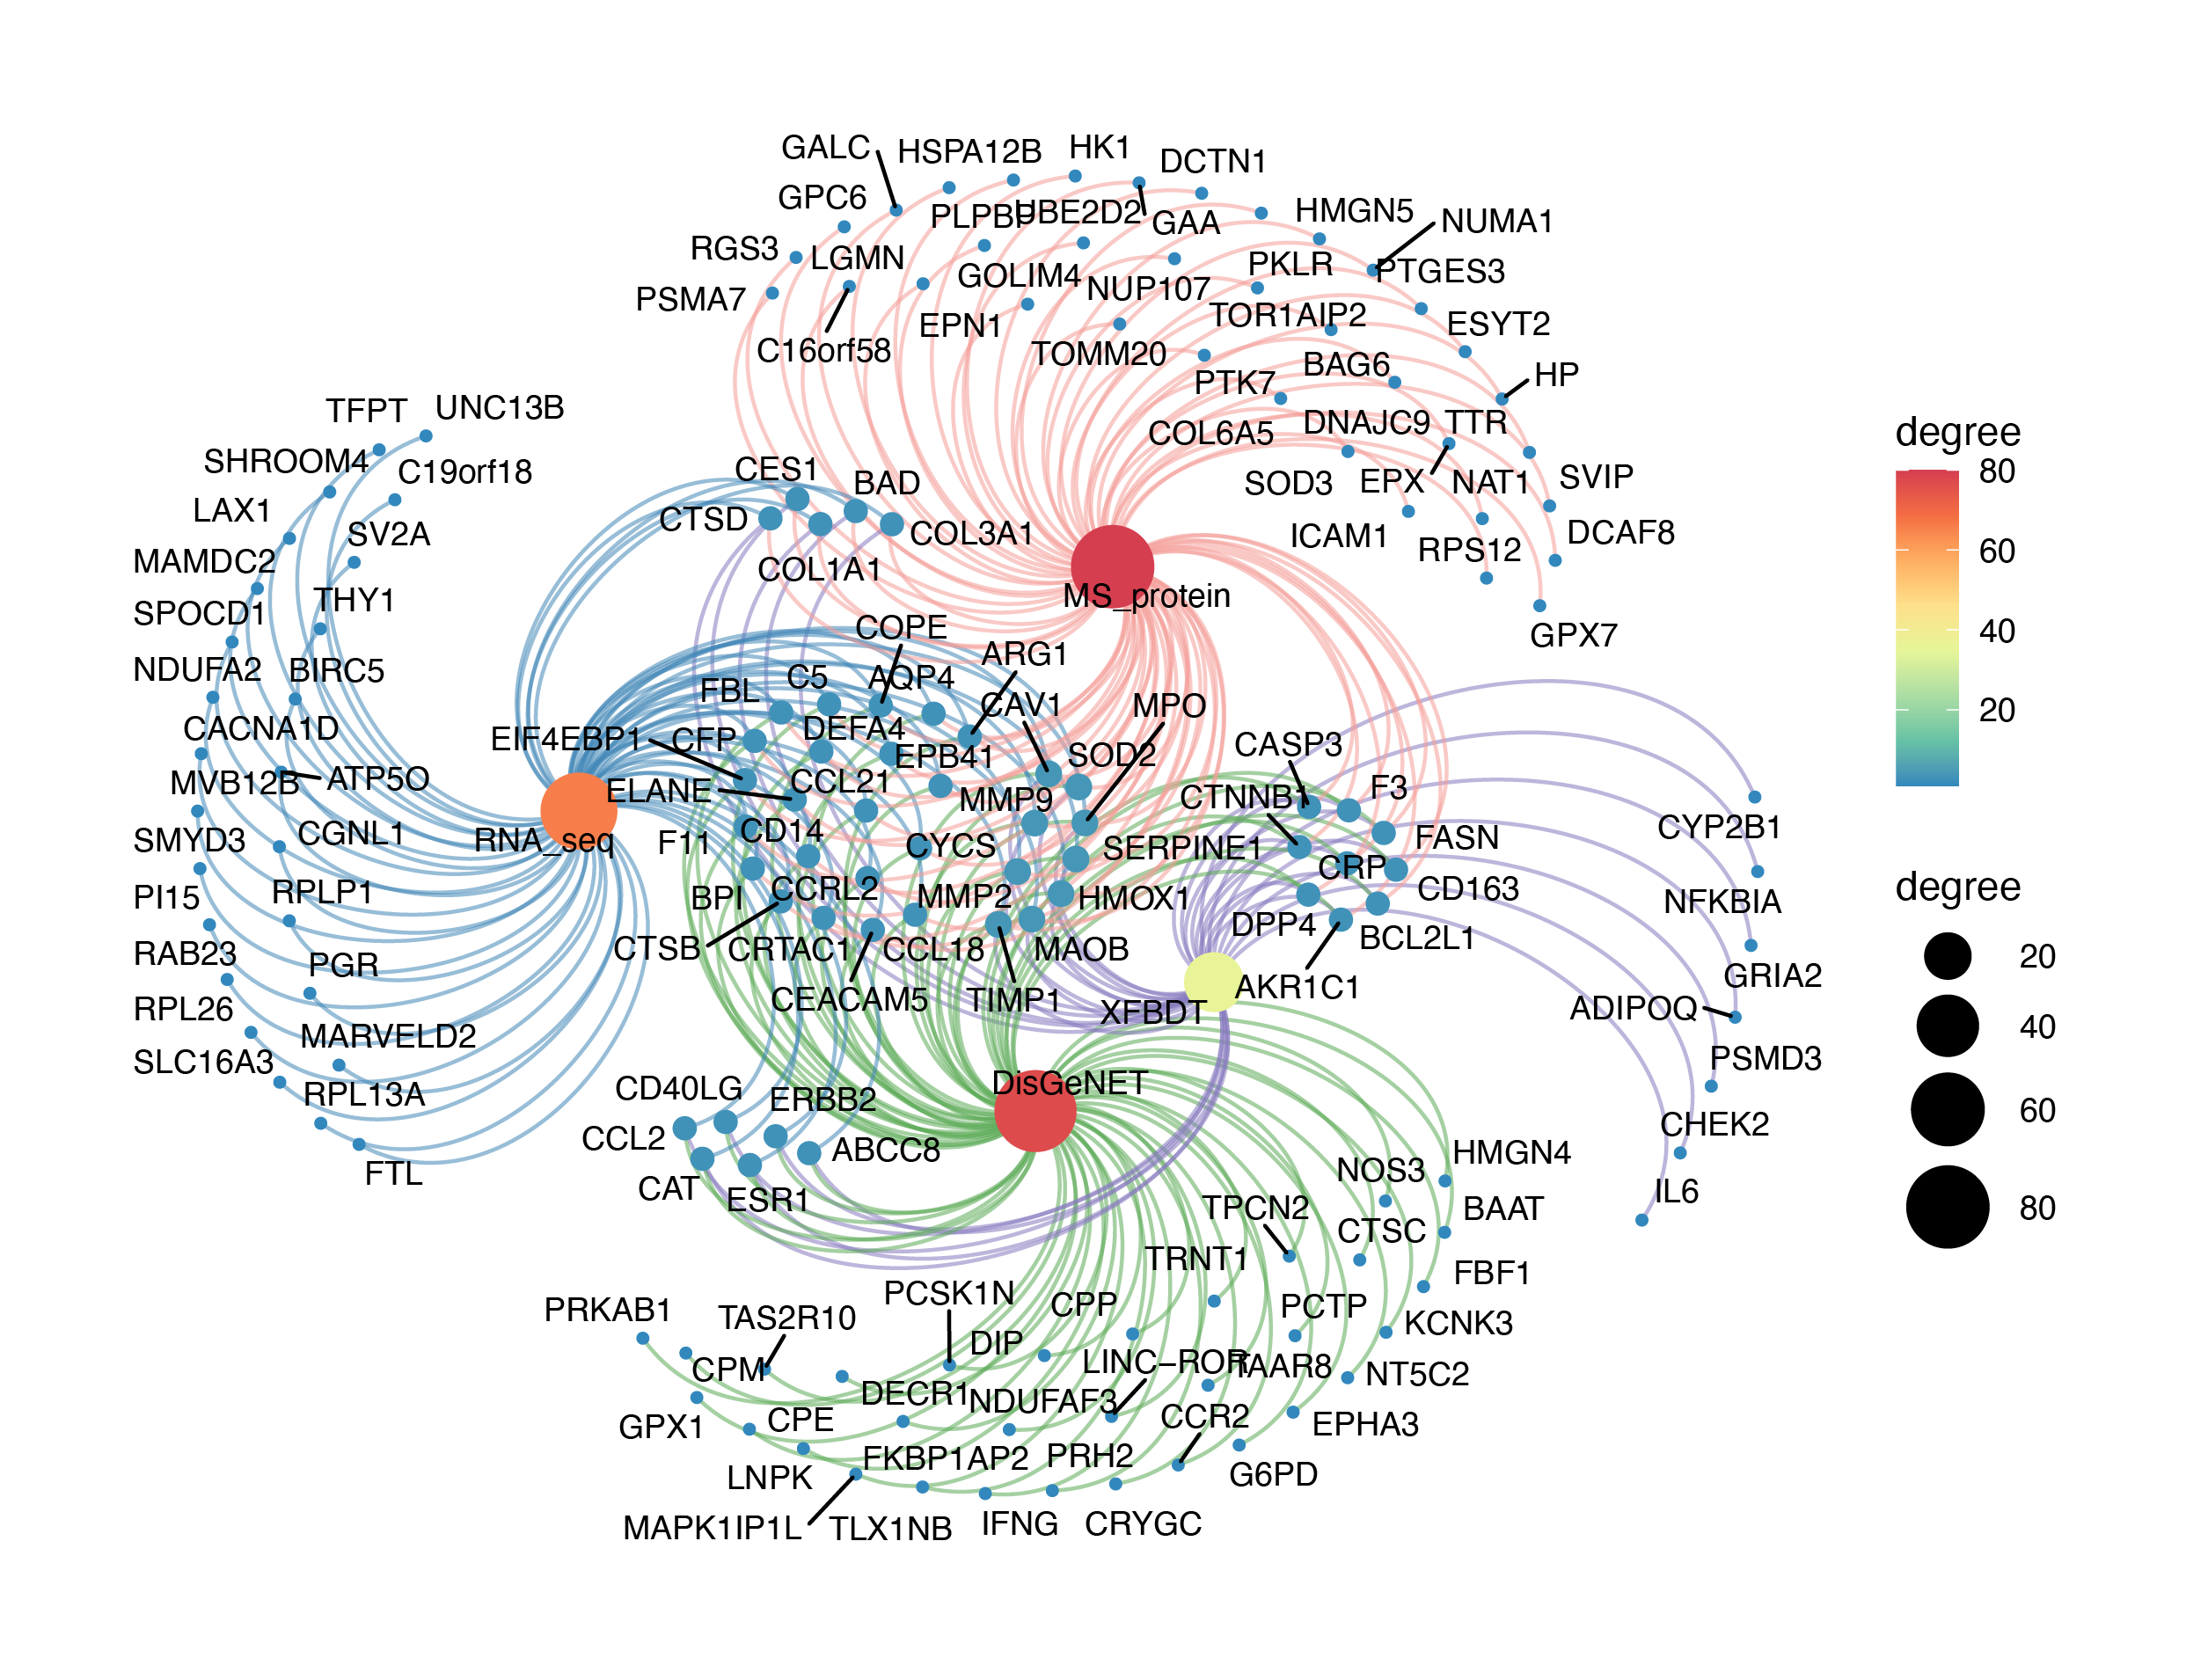 GALC
HSPA12B
HK1
DCTN1
GPC6
PLPBP
UBE2D2
GAA
HMGN5
NUMA1
RGS3
LGMN
GOLIM4
NUP107
PKLR
PTGES3
PSMA7
EPN1
TOR1AIP2
ESYT2
C16orf58
TOMM20
BAG6
HP
PTK7
TFPT
UNC13B
COL6A5
DNAJC9
TTR
SHROOM4
C19orf18
CES1
BAD
SOD3
EPX
NAT1
SVIP
LAX1
CTSD
COL3A1
ICAM1
RPS12
DCAF8
SV2A
MAMDC2
COL1A1
MS_protein
SPOCD1
THY1
COPE
GPX7
ARG1
NDUFA2
BIRC5
FBL
C5
AQP4
CAV1
MPO
CACNA1D
EIF4EBP1
CFP
DEFA4
EPB41
SOD2
CASP3
MVB12B
ATP5O
ELANE
CCL21
MMP9
CTNNB1
F3
SMYD3
CGNL1
RNA_seq
F11
CD14
CYCS
SERPINE1
CRP
FASN
CYP2B1
PI15
RPLP1
BPI
CCRL2
MMP2
HMOX1
CD163
NFKBIA
RAB23
PGR
CTSB
CRTAC1
CCL18
MAOB
DPP4
BCL2L1
GRIA2
RPL26
CEACAM5
TIMP1
XFBDT
AKR1C1
ADIPOQ
MARVELD2
SLC16A3
PSMD3
RPL13A
CD40LG
ERBB2
DisGeNET
CCL2
ABCC8
CHEK2
FTL
CAT
ESR1
NOS3
HMGN4
IL6
TPCN2
BAAT
CTSC
TRNT1
FBF1
PRKAB1
TAS2R10
PCSK1N
CPP
PCTP
KCNK3
DIP
CPM
LINC−ROR
TAAR8
NT5C2
DECR1
NDUFAF3
GPX1
CPE
CCR2
EPHA3
FKBP1AP2
PRH2
LNPK
G6PD
MAPK1IP1L
TLX1NB
IFNG
CRYGC
degree
80
60
40
20
degree
20
40
60
80